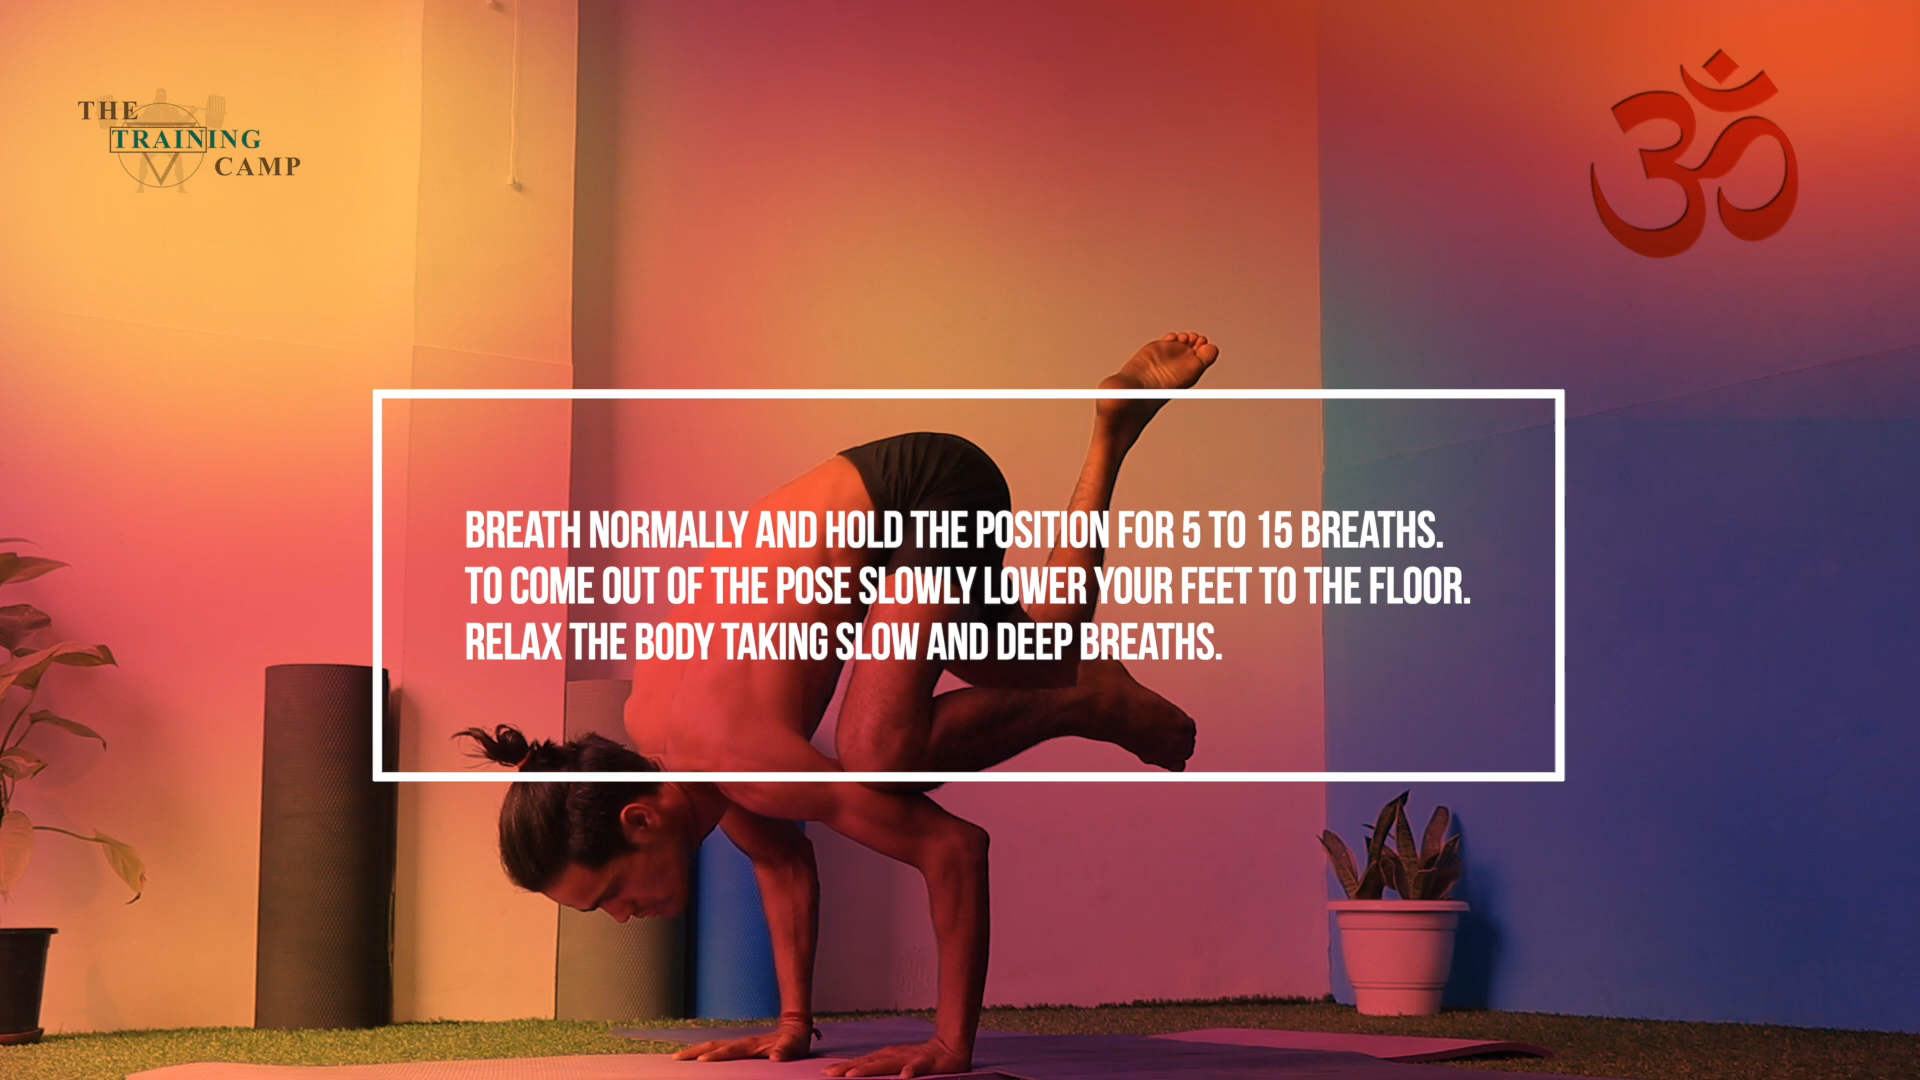 THE
TRAINING
CAMP
ॐ
BREATH NORMALLY AND HOLD THE POSITION FOR 5 TO 15 BREATHS.
TO COME OUT OF THE POSE SLOWLY LOWER YOUR FEET TO THE FLOOR.
RELAX THE BODY TAKING SLOW AND DEEP BREATHS.